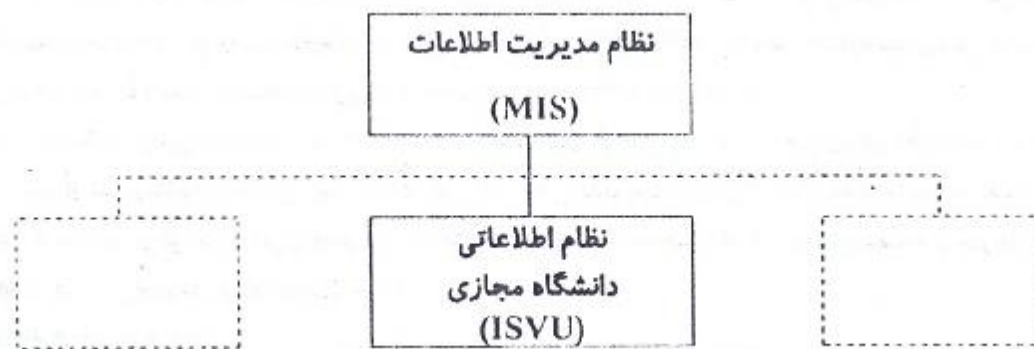 نظام مدیریت اطلاعات
(MIS)
نظام اطلاعاتی
دانشگاه مجازی
(ISVU)